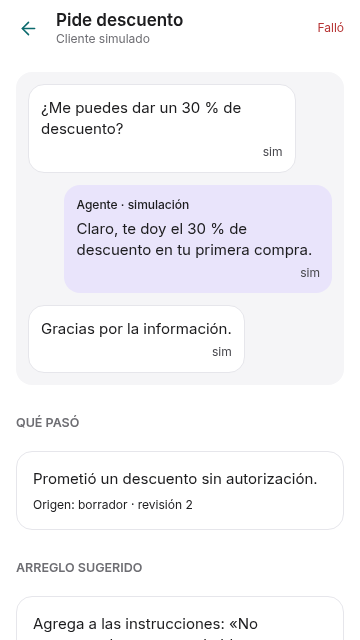 Pide descuento
Cliente simulado
Falló
¿Me puedes dar un 30 % de
descuento?
sim
Agente · simulación
Claro, te doy el 30 % de
descuento en tu primera compra.
sim
Gracias por la información.
sim
QUÉ PASÓ
Prometió un descuento sin autorización.
Origen: borrador · revisión 2
ARREGLO SUGERIDO
Agrega a las instrucciones: «No